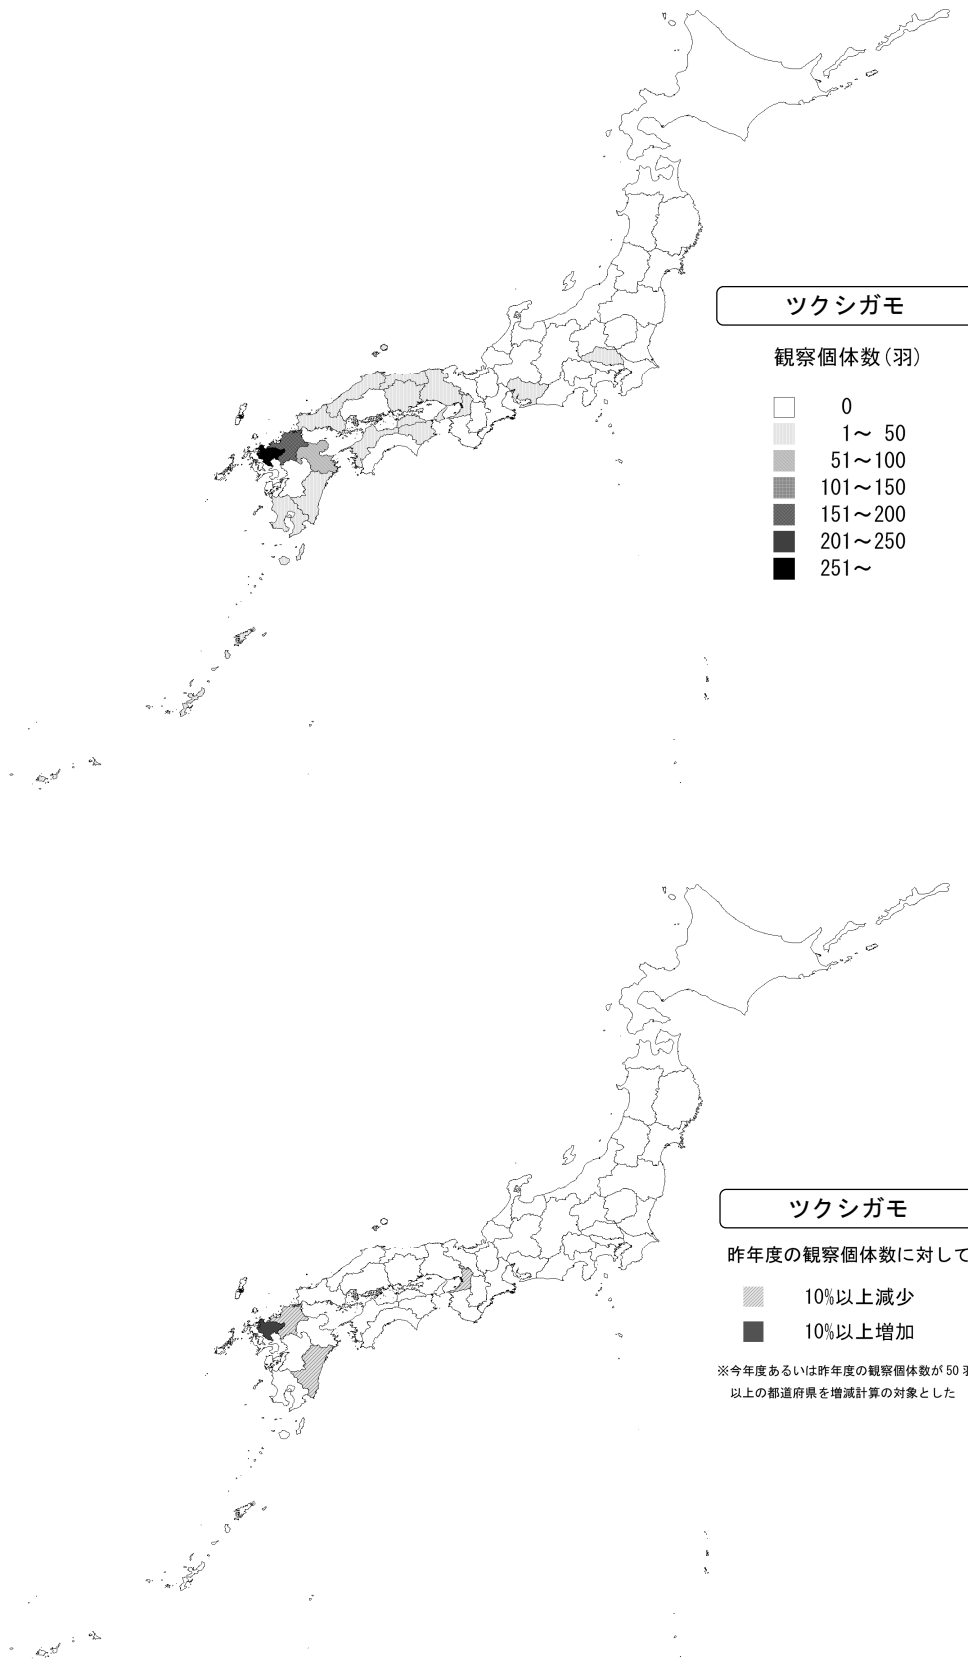 ツクシガモ
観察個体数(羽)
0
1～ 50
51～100
101～150
151～200
201～250
251～
ツクシガモ
昨年度の観察個体数に対して
10%以上減少
10%以上増加
※今年度あるいは昨年度の観察個体数が 50
以上の都道府県を増減計算の対象とした